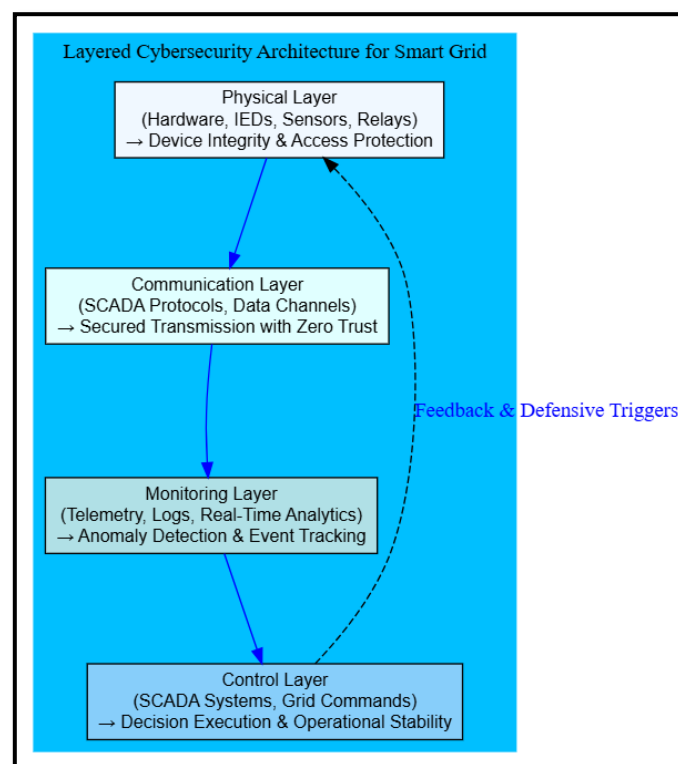 Layered Cybersecurity Architecture for Smart Grid
Physical Layer
(Hardware, IEDs, Sensors, Relays)
→ Device Integrity & Access Protection
Communication Layer
(SCADA Protocols, Data Channels)
→ Secured Transmission with Zero Trust
Feedback & Defensive Triggers
Monitoring Layer
(Telemetry, Logs, Real-Time Analytics)
→ Anomaly Detection & Event Tracking
Control Layer
(SCADA Systems, Grid Commands)
→ Decision Execution & Operational Stability